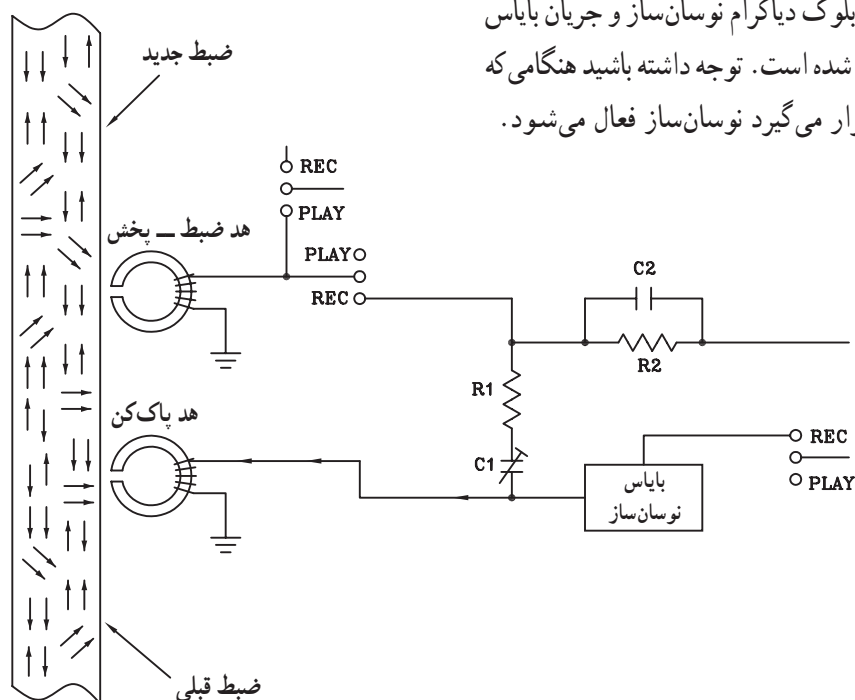 بلوک دیاگرام نوسان‌ساز و جریان بایاس
شده است. توجه داشته باشید هنگامی‌که
می‌گیرد نوسان‌ساز فعال می‌شود.
ضبط جدید
REC
PLAY
هد ضبط ــ پخش
PLAY
REC
C2
R2
R1
هد پاک‌کن
C1
REC
PLAY
بایاس
نوسان‌ساز
ضبط قبلی